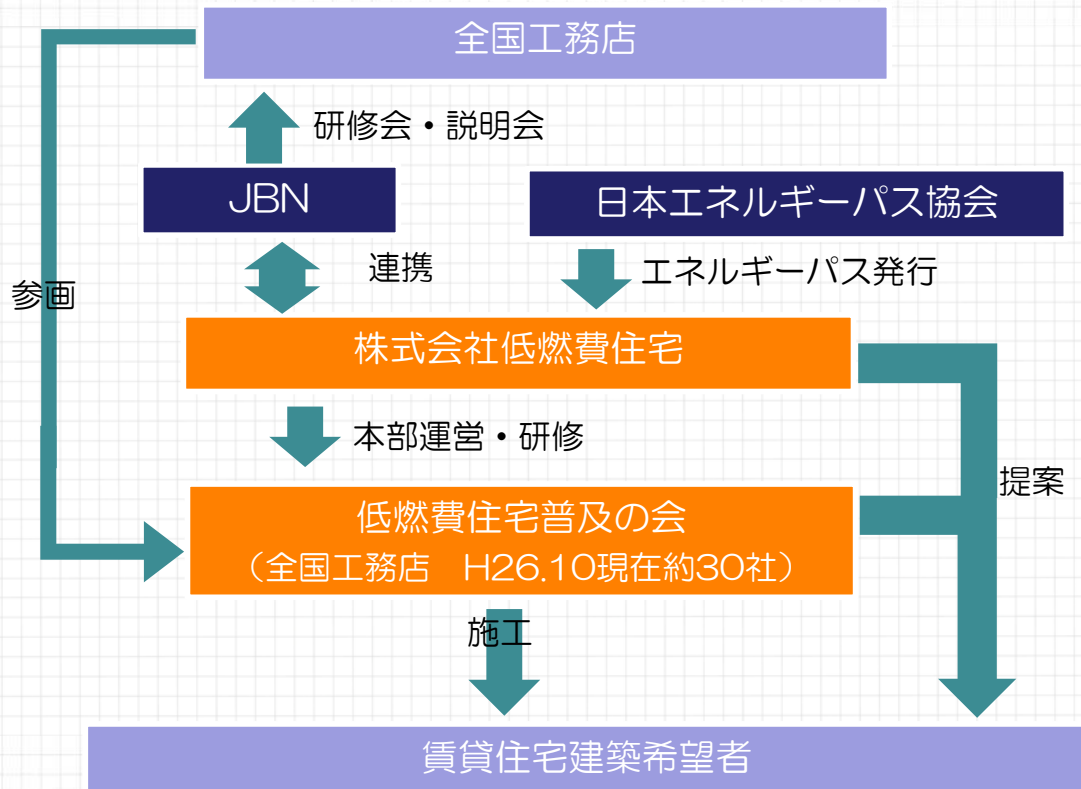 全国工務店
研修会・説明会
JBN
日本エネルギーパス協会
連携
エネルギーパス発行
参画
株式会社低燃費住宅
本部運営・研修
提案
低燃費住宅普及の会
（全国工務店　H26.10現在約30社）
施工
賃貸住宅建築希望者